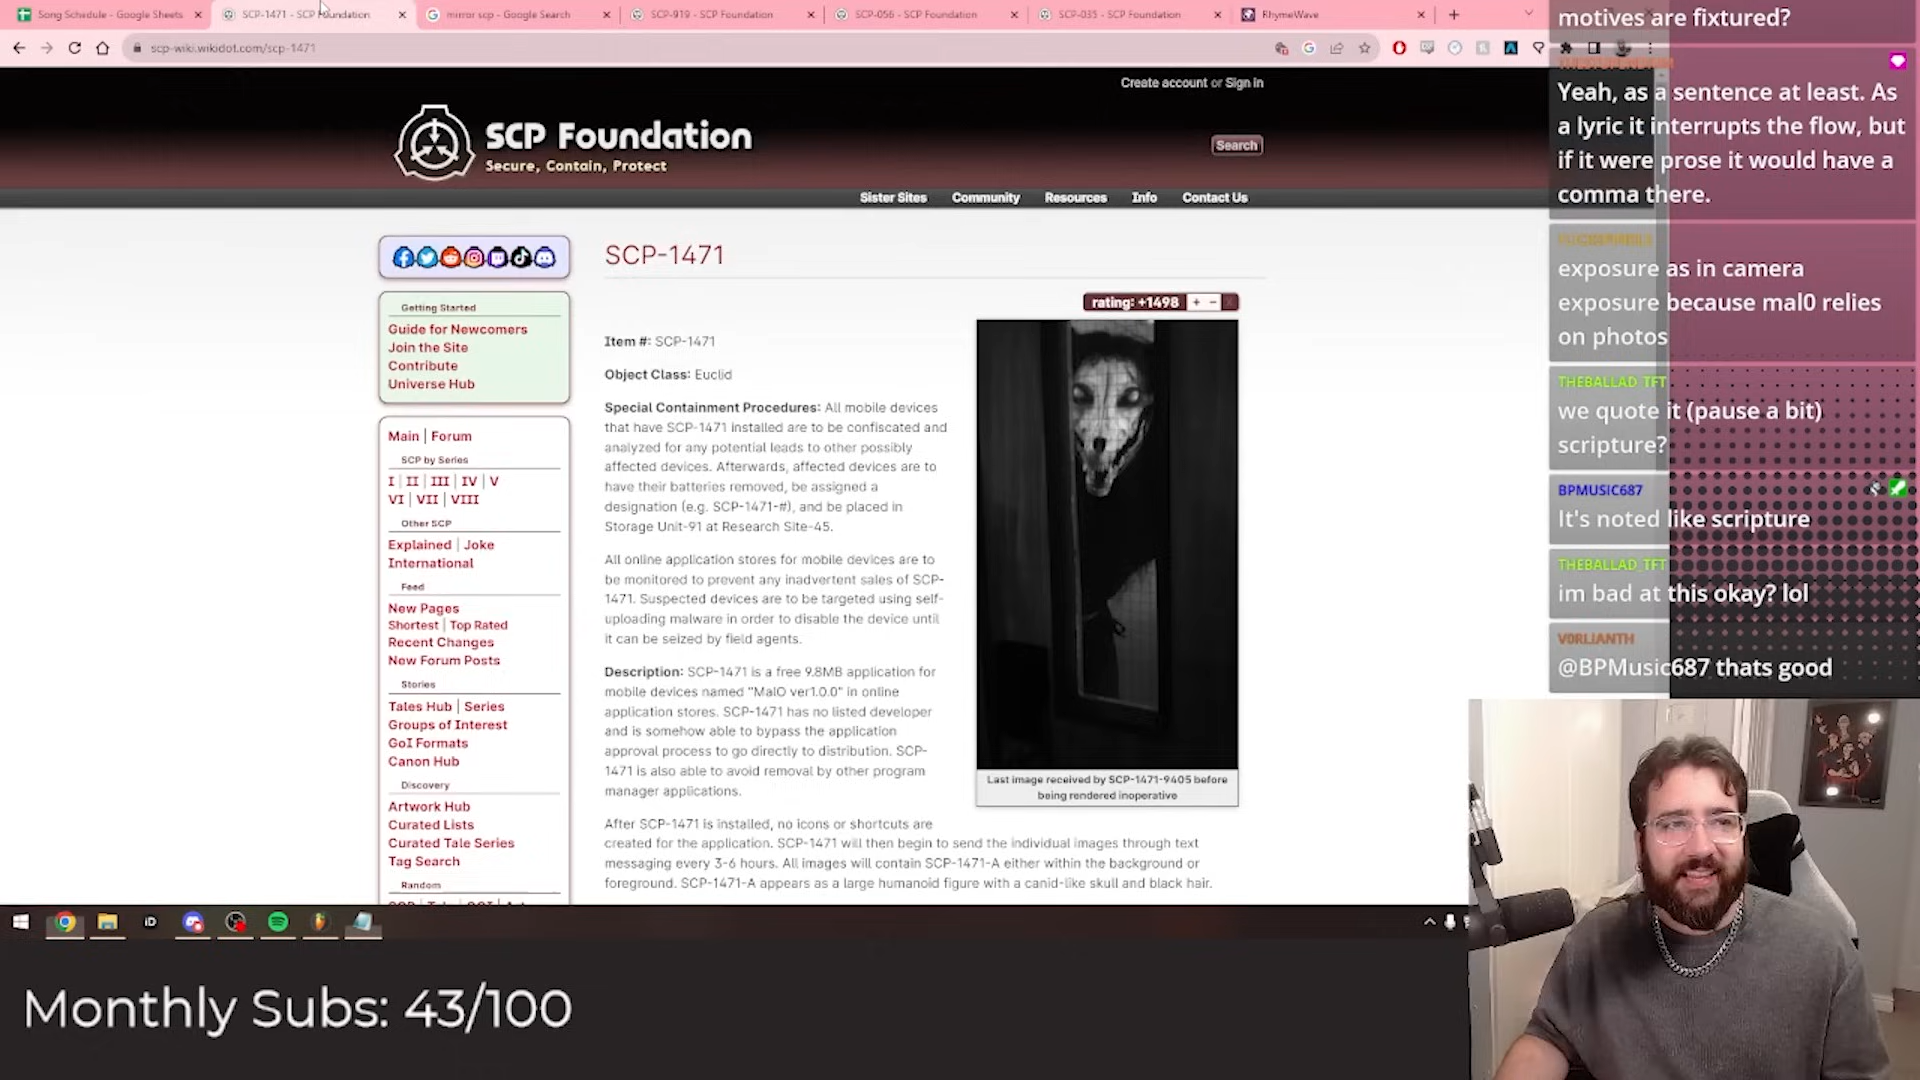 Song Schedule - Google Sheets
SCP-1471 - SCP Foundation
mirror scp - Google Search
SCP-919 - SCP Foundation
SCP-056 - SCP Foundation
SCP-035 - SCP Foundation
RhymeWave
scp-wiki.wikidot.com/scp-1471
Create account or Sign in
SCP Foundation
Secure, Contain, Protect
Search
Sister Sites
Community
Resources
Info
Contact Us
Getting Started
Guide for Newcomers
Join the Site
Contribute
Universe Hub
Main | Forum
SCP by Series
I | II | III | IV | V
VI | VII | VIII
Other SCP
Explained | Joke
International
Feed
New Pages
Shortest | Top Rated
Recent Changes
New Forum Posts
Stories
Tales Hub | Series
Groups of Interest
GoI Formats
Canon Hub
Discovery
Artwork Hub
Curated Lists
Curated Tale Series
Tag Search
Random
SCP-1471
rating: +1498 + -
Item #: SCP-1471
Object Class: Euclid
Special Containment Procedures: All mobile devices
that have SCP-1471 installed are to be confiscated and
analyzed for any potential leads to other possibly
affected devices. Afterwards, affected devices are to
have their batteries removed, be assigned a
designation (e.g. SCP-1471-#), and be placed in
Storage Unit-91 at Research Site-45.
All online application stores for mobile devices are to
be monitored to prevent any inadvertent sales of SCP-
1471. Suspected devices are to be targeted using self-
uploading malware in order to disable the device until
it can be seized by field agents.
Description: SCP-1471 is a free 9.8MB application for
mobile devices named "MalO ver1.0.0" in online
application stores. SCP-1471 has no listed developer
and is somehow able to bypass the application
approval process to go directly to distribution. SCP-
1471 is also able to avoid removal by other program
manager applications.
Last image received by SCP-1471-9405 before
being rendered inoperative
After SCP-1471 is installed, no icons or shortcuts are
created for the application. SCP-1471 will then begin to send the individual images through text
messaging every 3-6 hours. All images will contain SCP-1471-A either within the background or
foreground. SCP-1471-A appears as a large humanoid figure with a canid-like skull and black hair.
motives are fixtured?
Yeah, as a sentence at least. As
a lyric it interrupts the flow, but
if it were prose it would have a
comma there.
exposure as in camera
exposure because mal0 relies
on photos
THEBALLAD_TFT
we quote it (pause a bit)
scripture?
BPMUSIC687
It's noted like scripture
THEBALLAD_TFT
im bad at this okay? lol
V0RLIANTH
@BPMusic687 thats good
Monthly Subs: 43/100